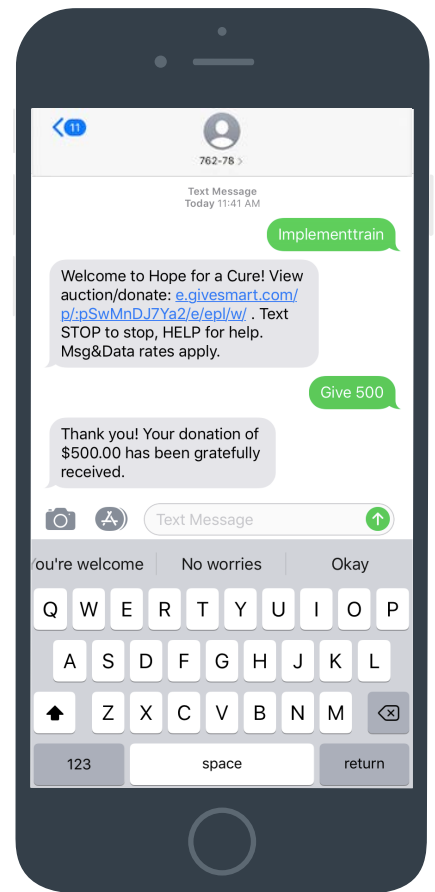 11
762-78 >
Text Message
Today 11:41 AM
Implementtrain
Welcome to Hope for a Cure! View
auction/donate: e.givesmart.com/
p/:pSwMnDJ7Ya2/e/epl/w/ . Text
STOP to stop, HELP for help.
Msg&Data rates apply.
Give 500
Thank you! Your donation of
$500.00 has been gratefully
received.
Text Message
You're welcome No worries Okay
Q W E R T Y U I O P
A S D F G H J K L
Z X C V B N M
123 space return